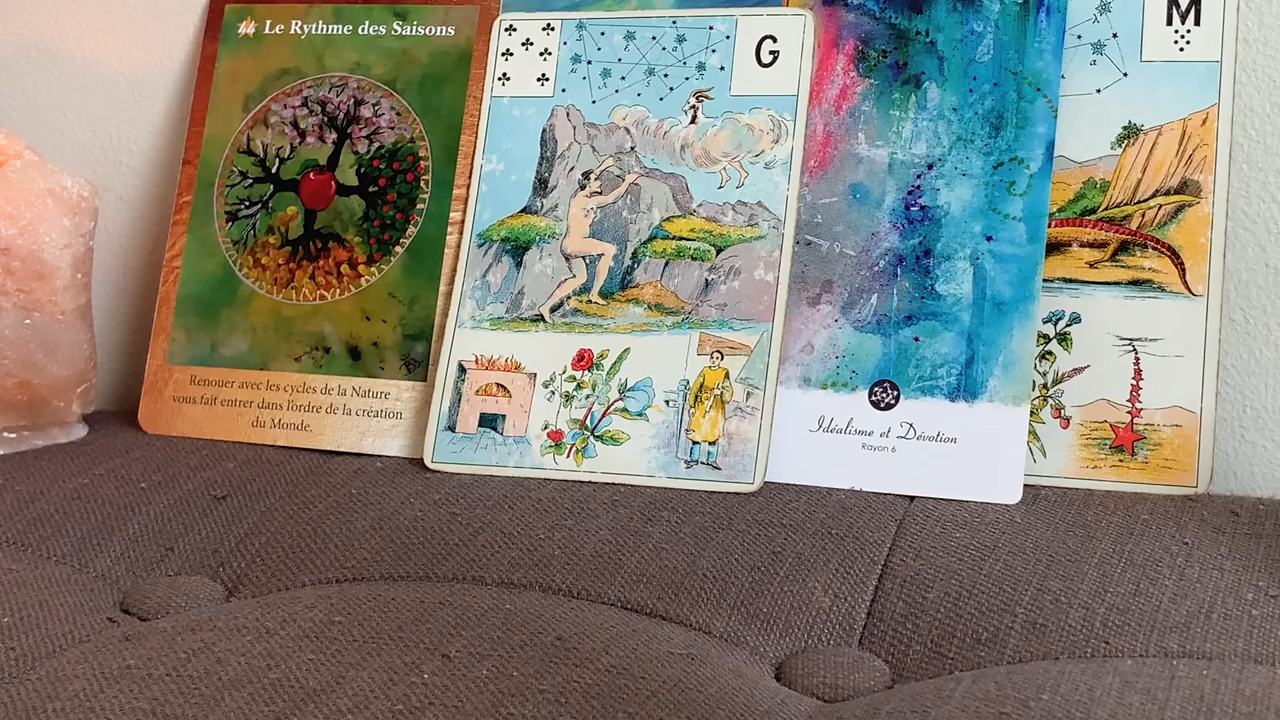 44 Le Rythme des Saisons
Renouer avec les cycles de la Nature
vous fait entrer dans l'ordre de la création
du Monde.
G
Idéalisme et Dévotion
Rayon 6
M